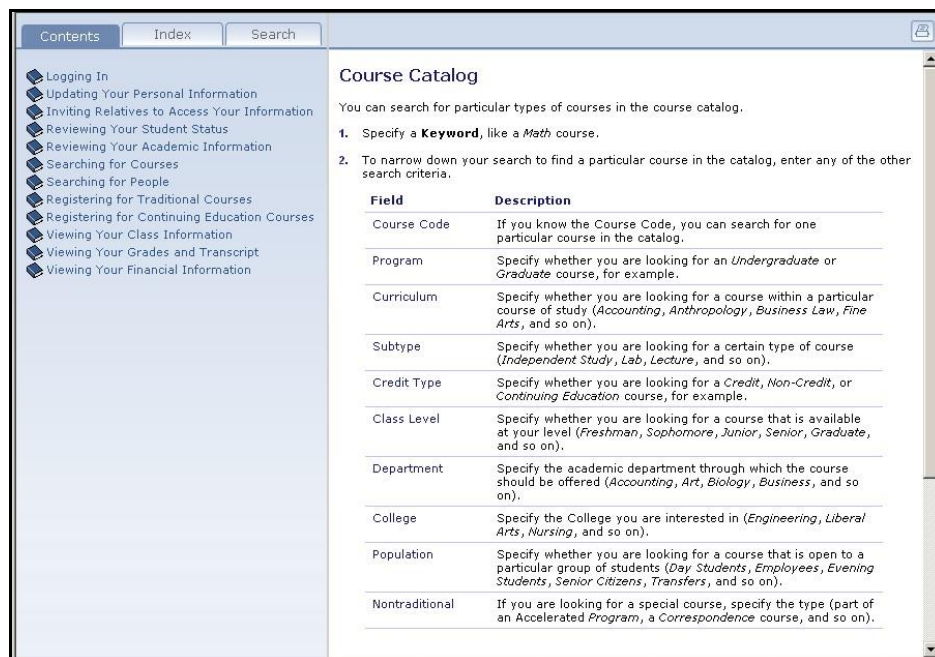 Contents Index Search
Logging In
Updating Your Personal Information
Inviting Relatives to Access Your Information
Reviewing Your Student Status
Reviewing Your Academic Information
Searching for Courses
Searching for People
Registering for Traditional Courses
Registering for Continuing Education Courses
Viewing Your Class Information
Viewing Your Grades and Transcript
Viewing Your Financial Information
Course Catalog
You can search for particular types of courses in the course catalog.
1. Specify a Keyword, like a Math course.
2. To narrow down your search to find a particular course in the catalog, enter any of the other
search criteria.
Field Description
Course Code If you know the Course Code, you can search for one
particular course in the catalog.
Program Specify whether you are looking for an Undergraduate or
Graduate course, for example.
Curriculum Specify whether you are looking for a course within a particular
course of study (Accounting, Anthropology, Business Law, Fine
Arts, and so on).
Subtype Specify whether you are looking for a certain type of course
(Independent Study, Lab, Lecture, and so on).
Credit Type Specify whether you are looking for a Credit, Non-Credit, or
Continuing Education course, for example.
Class Level Specify whether you are looking for a course that is available
at your level (Freshman, Sophomore, Junior, Senior, Graduate,
and so on).
Department Specify the academic department through which the course
should be offered (Accounting, Art, Biology, Business, and so
on).
College Specify the College you are interested in (Engineering, Liberal
Arts, Nursing, and so on).
Population Specify whether you are looking for a course that is open to a
particular group of students (Day Students, Employees, Evening
Students, Senior Citizens, Transfers, and so on).
Nontraditional If you are looking for a special course, specify the type (part of
an Accelerated Program, a Correspondence course, and so on).